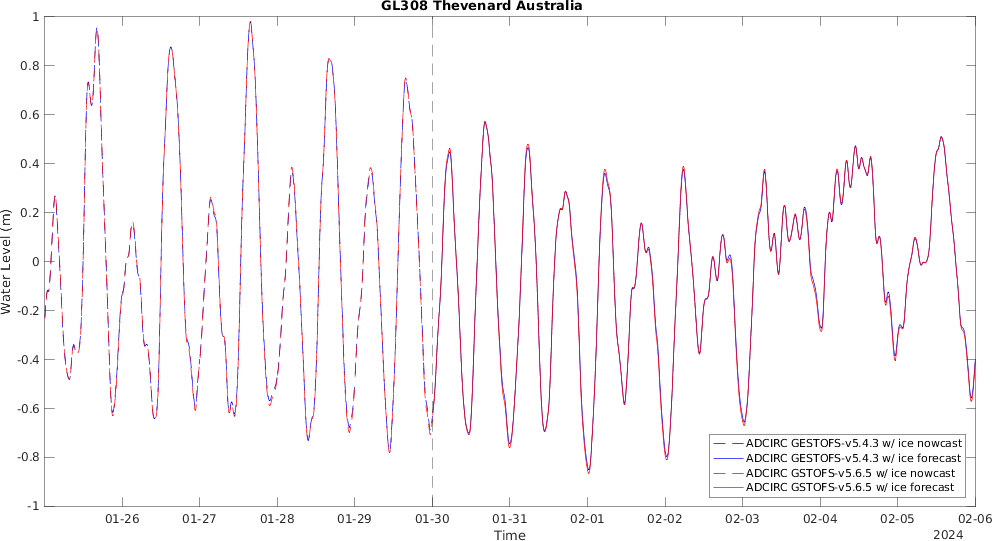 GL308 Thevenard Australia
1
0.8
0.6
0.4
0.2
0
-0.2
-0.4
-0.6
-0.8
-1
Water Level (m)
ADCIRC GESTOFS-v5.4.3 w/ ice nowcast
ADCIRC GESTOFS-v5.4.3 w/ ice forecast
ADCIRC GSTOFS-v5.6.5 w/ ice nowcast
ADCIRC GSTOFS-v5.6.5 w/ ice forecast
01-26 01-27 01-28 01-29 01-30 01-31 02-01 02-02 02-03 02-04 02-05 02-06
Time
2024